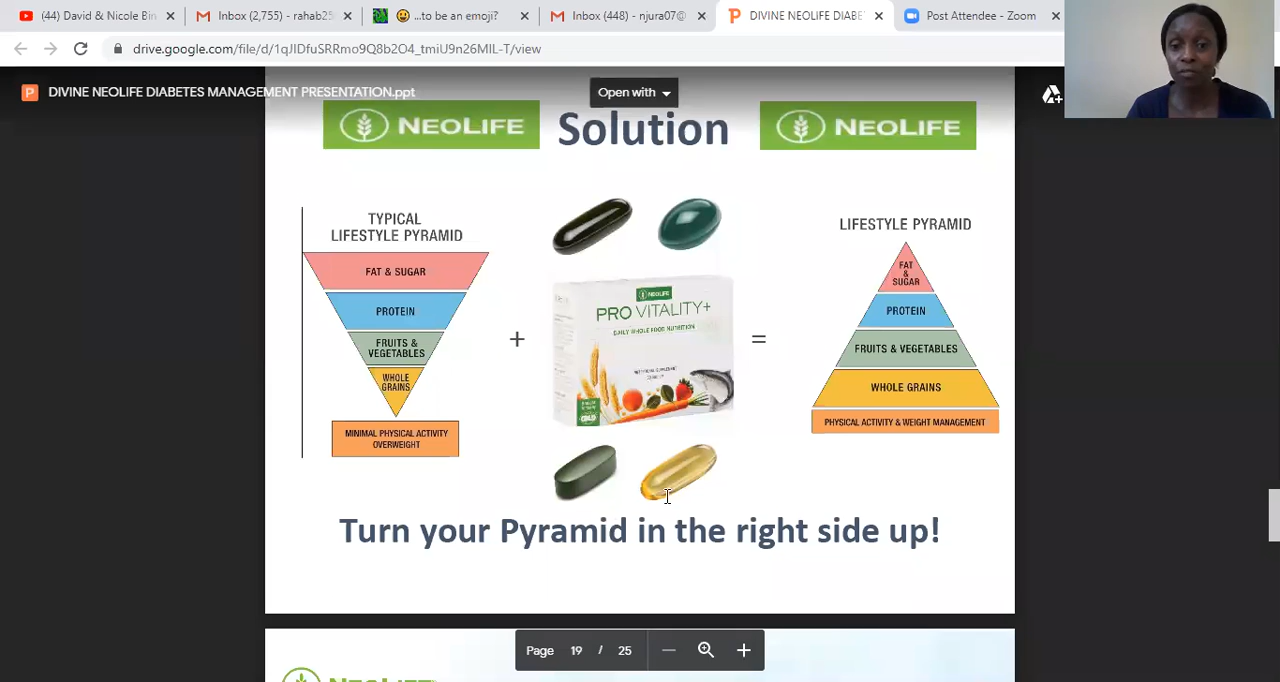 (44) David & Nicole Bin
Inbox (2,755) - rahab25
...to be an emoji?
Inbox (448) - njura07@
DIVINE NEOLIFE DIABE
Post Attendee - Zoom
drive.google.com/file/d/1qJIDfuSRRmo9Q8b2O4_tmiU9n26MIL-T/view
DIVINE NEOLIFE DIABETES MANAGEMENT PRESENTATION.ppt
Open with
NEOLIFE
Solution
NEOLIFE
TYPICAL
LIFESTYLE PYRAMID
FAT & SUGAR
PROTEIN
FRUITS &
VEGETABLES
WHOLE
GRAINS
MINIMAL PHYSICAL ACTIVITY
OVERWEIGHT
+
NEOLIFE
PRO VITALITY+
DAILY WHOLE FOOD NUTRITION
=
LIFESTYLE PYRAMID
FAT
&
SUGAR
PROTEIN
FRUITS & VEGETABLES
WHOLE GRAINS
PHYSICAL ACTIVITY & WEIGHT MANAGEMENT
Turn your Pyramid in the right side up!
Page 19 / 25
NEOLIFE